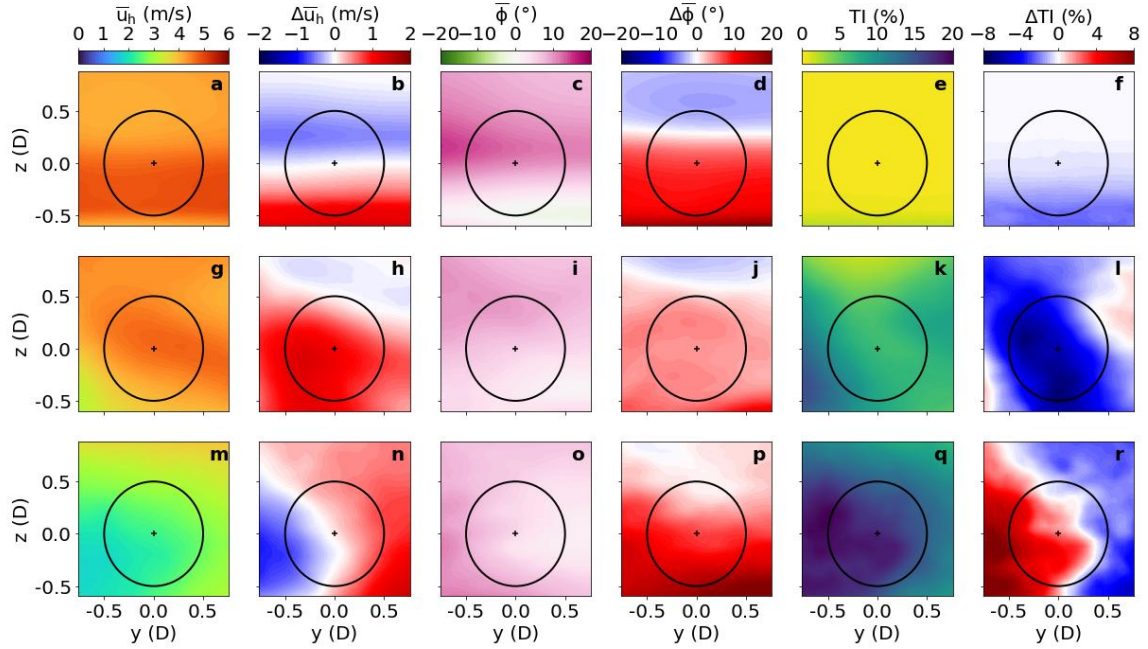 u̅ₕ (m/s) Δu̅ₕ (m/s) ϕ̅ (°) Δϕ̅ (°) TI (%) ΔTI (%)
0 1 2 3 4 5 6 −2 −1 0 1 2 20 −10 0 10 20 −20 −10 0 10 20 0 5 10 15 20 −8 −4 0 4 8
z (D) 0.5 0.0 -0.5 a b c d e f
z (D) 0.5 0.0 -0.5 g h i j k l
z (D) 0.5 0.0 -0.5 m n o p q r
-0.5 0.0 0.5 -0.5 0.0 0.5 -0.5 0.0 0.5 -0.5 0.0 0.5 -0.5 0.0 0.5 -0.5 0.0 0.5
y (D) y (D) y (D) y (D) y (D) y (D)